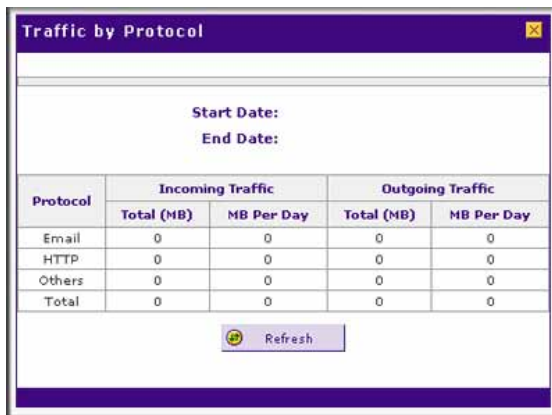 Traffic by Protocol
Start Date:
End Date:
Protocol Incoming Traffic Outgoing Traffic
Total (MB) MB Per Day Total (MB) MB Per Day
Email 0 0 0 0
HTTP 0 0 0 0
Others 0 0 0 0
Total 0 0 0 0
Refresh